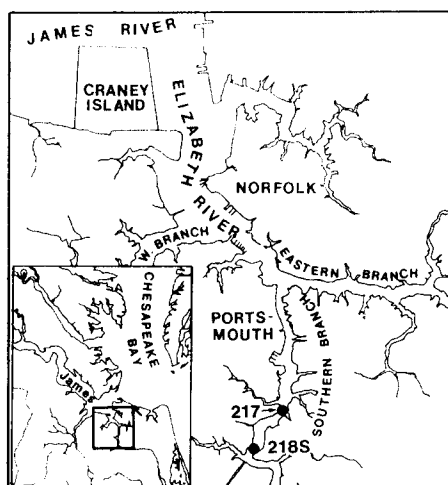 JAMES RIVER
CRANEY
ISLAND
ELIZABETH RIVER
NORFOLK
W. BRANCH
EASTERN BRANCH
CHESAPEAKE
BAY
PORTS-
MOUTH
SOUTHERN BRANCH
James
217
218S